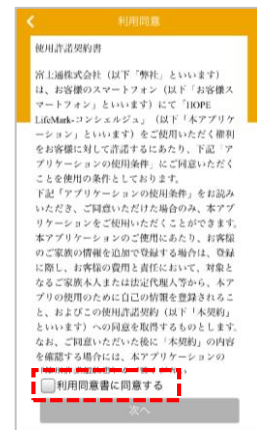 利用同意
使用許諾契約書
富士通株式会社（以下「弊社」といいます）
は、お客様のスマートフォン（以下「お客様ス
マートフォン」といいます）にて「HOPE
LifeMark-コンシェルジュ」（以下「本アプリケ
ーション」といいます）をご使用いただく権利
をお客様に対して許諾するにあたり、下記「ア
プリケーションの使用条件」にご同意いただく
ことを使用の条件としております。
下記「アプリケーションの使用条件」をお読み
いただき、ご同意いただけた場合のみ、本アプ
リケーションをご使用いただくことができます。
本アプリケーションのご使用にあたり、お客様
のご家族の情報を追加で登録する場合は、登録
に際し、お客様の費用と責任において、対象と
なるご家族本人または法定代理人等から、本ア
プリの使用のために自己の情報を登録されるこ
と、およびこの使用許諾契約（以下「本契約」
といいます）への同意を取得するものとします。
なお、ご同意いただいた後に「本契約」の内容
を確認する場合には、本アプリケーションの
利用同意書に同意する
次へ